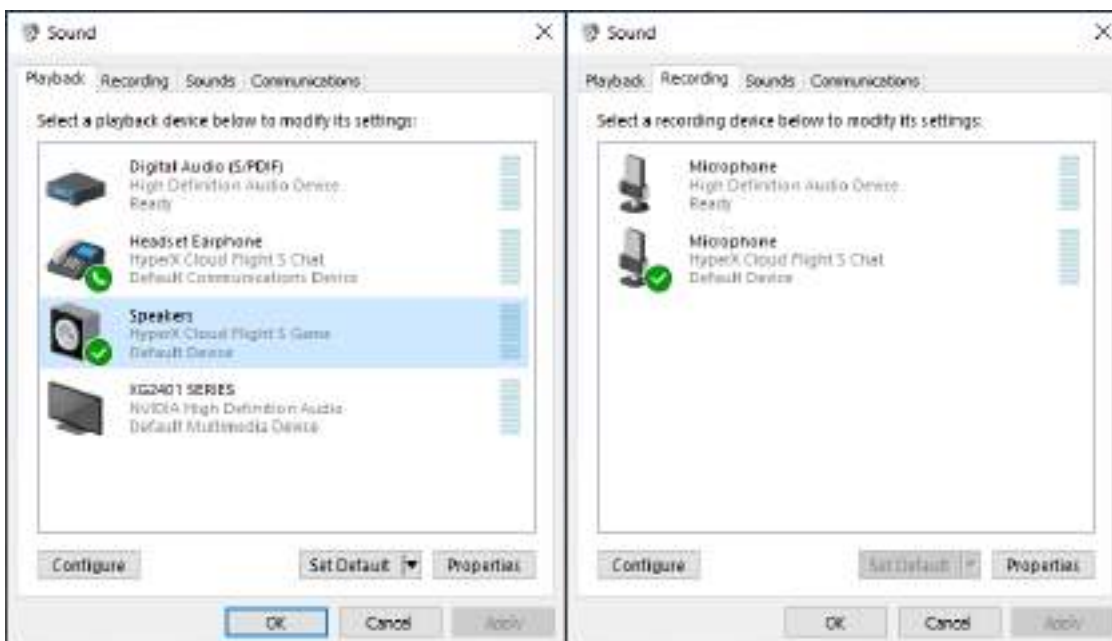 Sound
Playback Recording Sounds Communications
Select a playback device below to modify its settings:
Digital Audio (S/PDIF)
High Definition Audio Device
Ready
Headset Earphone
HyperX Cloud Flight S Chat
Default Communications Device
Speakers
HyperX Cloud Flight S Game
Default Device
XG2401 SERIES
NVIDIA High Definition Audio
Default Multimedia Device
Configure Set Default Properties
OK Cancel Apply
Sound
Playback Recording Sounds Communications
Select a recording device below to modify its settings:
Microphone
High Definition Audio Device
Ready
Microphone
HyperX Cloud Flight S Chat
Default Device
Configure Set Default Properties
OK Cancel Apply